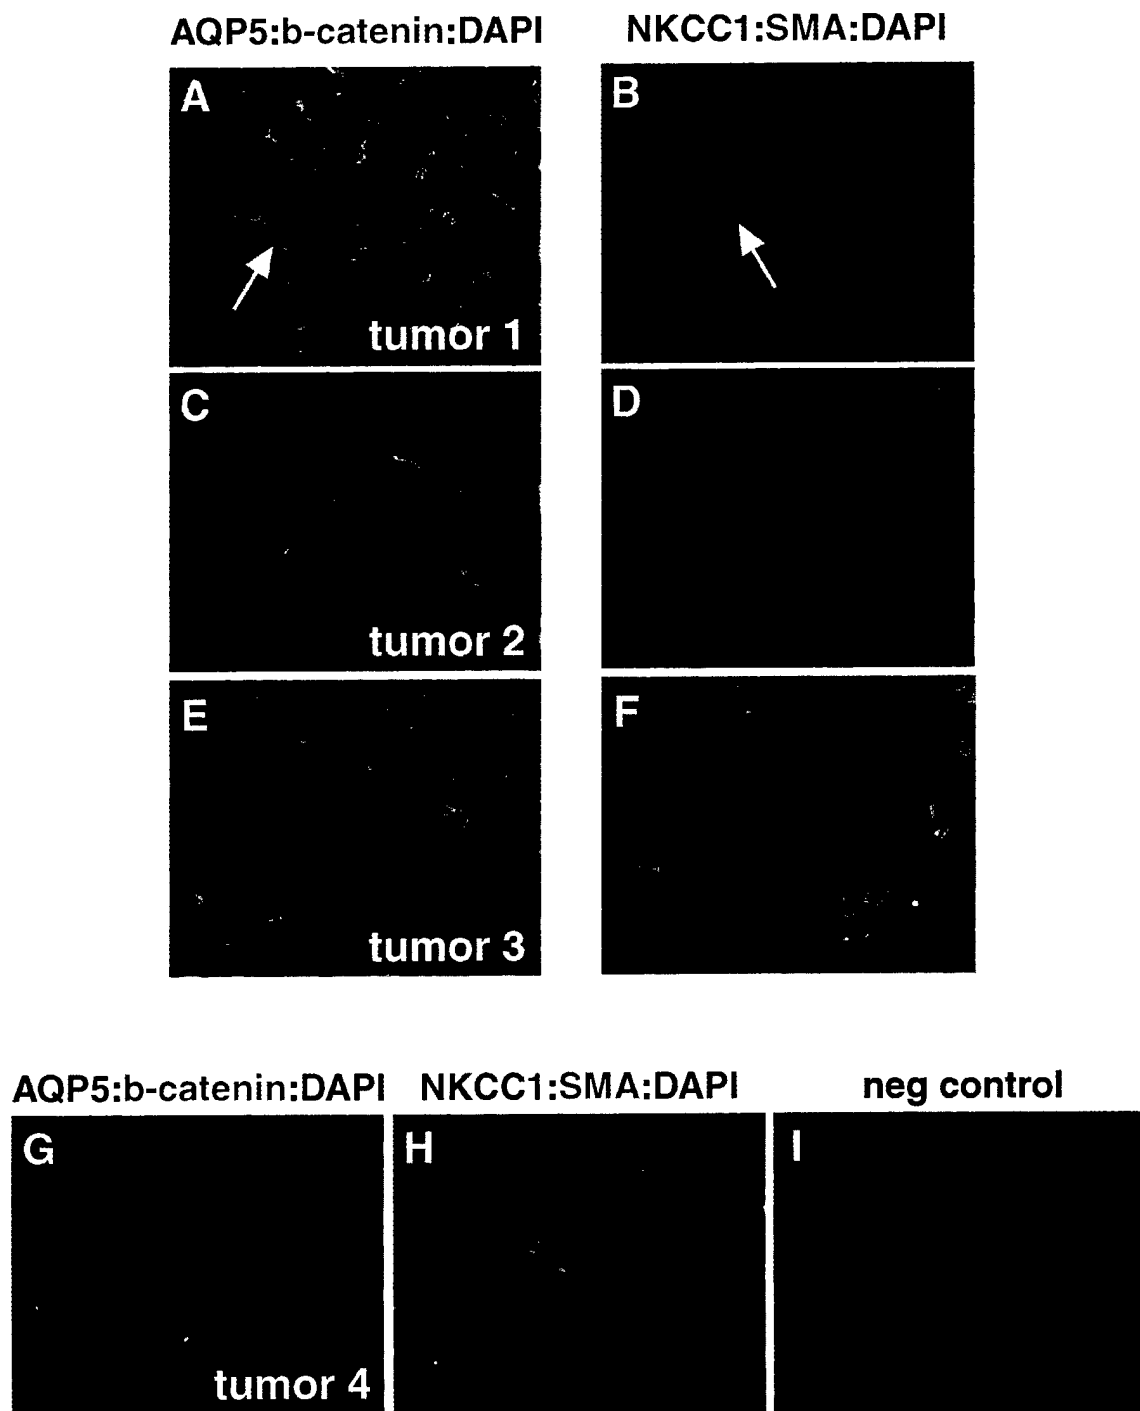 AQP5:b-catenin:DAPI NKCC1:SMA:DAPI
A B
tumor 1
C D
tumor 2
E F
tumor 3
AQP5:b-catenin:DAPI NKCC1:SMA:DAPI neg control
G H I
tumor 4